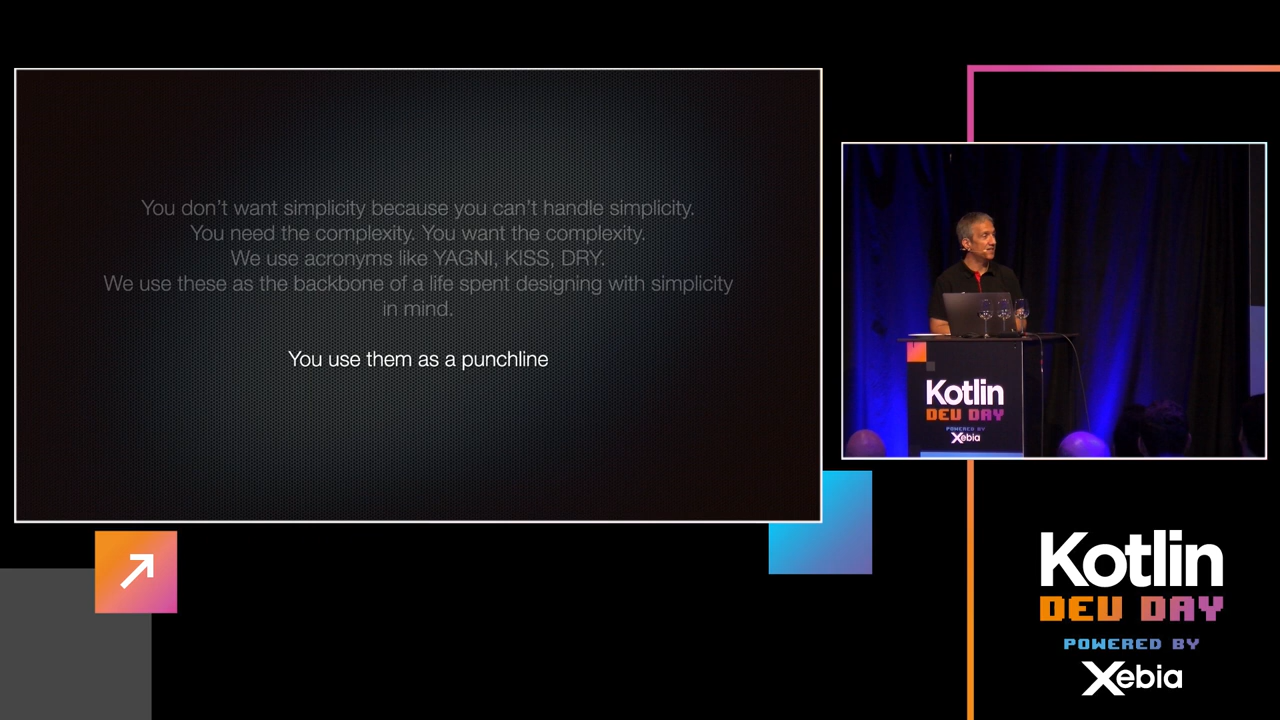 You don't want simplicity because you can't handle simplicity.
You need the complexity. You want the complexity.
We use acronyms like YAGNI, KISS, DRY.
We use these as the backbone of a life spent designing with simplicity
in mind.
You use them as a punchline
Kotlin
DEV DAY
POWERED BY
Xebia
Kotlin
DEV DAY
POWERED BY
Xebia